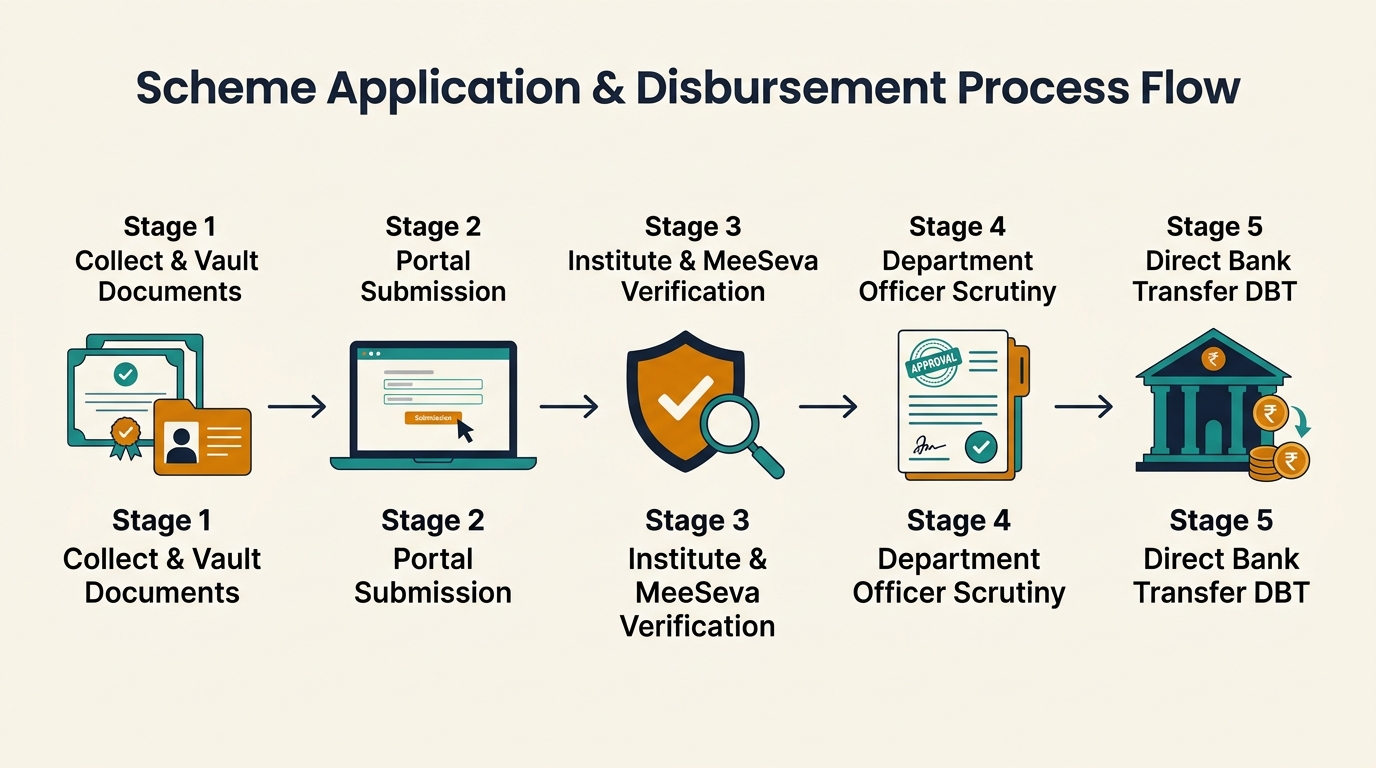 Scheme Application & Disbursement Process Flow
Stage 1
Collect & Vault
Documents
Stage 2
Portal
Submission
Stage 3
Institute & MeeSeva
Verification
Stage 4
Department
Officer Scrutiny
Stage 5
Direct Bank
Transfer DBT
Submission
APPROVAL
₹
₹
₹
Stage 1
Collect & Vault
Documents
Stage 2
Portal
Submission
Stage 3
Institute &
MeeSeva
Verification
Stage 4
Department
Officer Scrutiny
Stage 5
Direct Bank
Transfer DBT